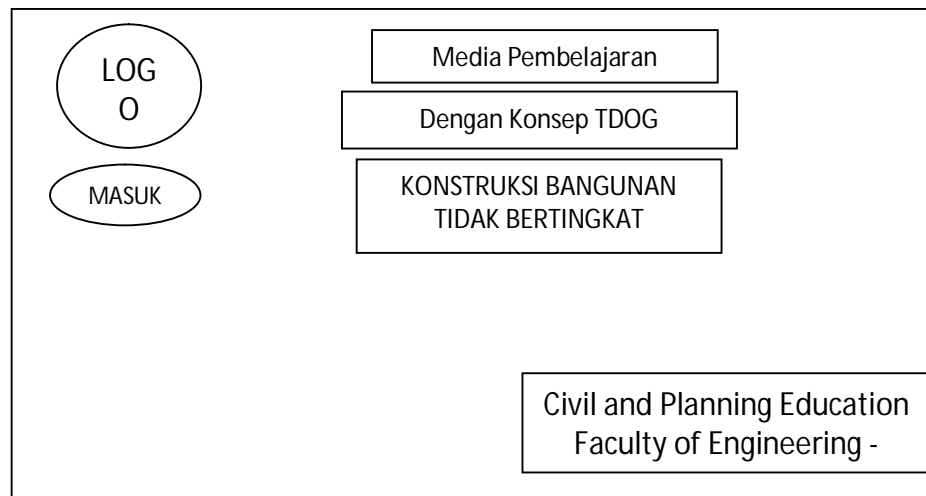 LOG
O
MASUK
Media Pembelajaran
Dengan Konsep TDOG
KONSTRUKSI BANGUNAN
TIDAK BERTINGKAT
Civil and Planning Education
Faculty of Engineering -